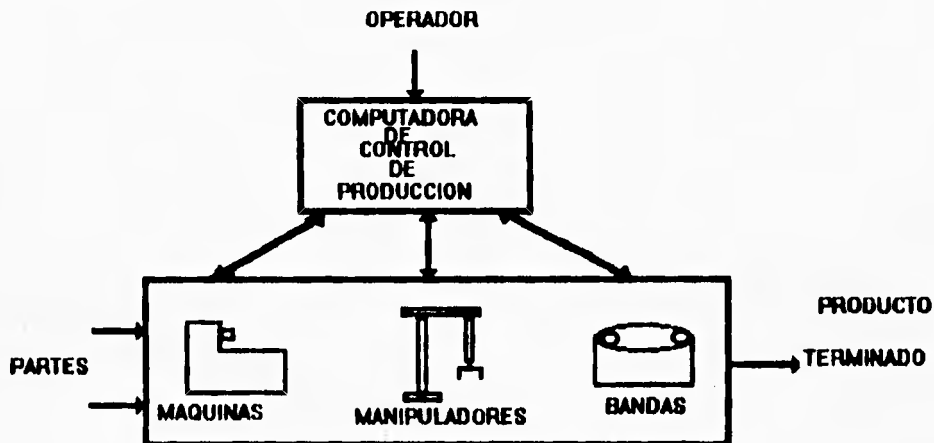 OPERADOR
COMPUTADORA
DE
CONTROL
DE
PRODUCCION
PRODUCTO
PARTES
TERMINADO
MAQUINAS
MANIPULADORES
BANDAS